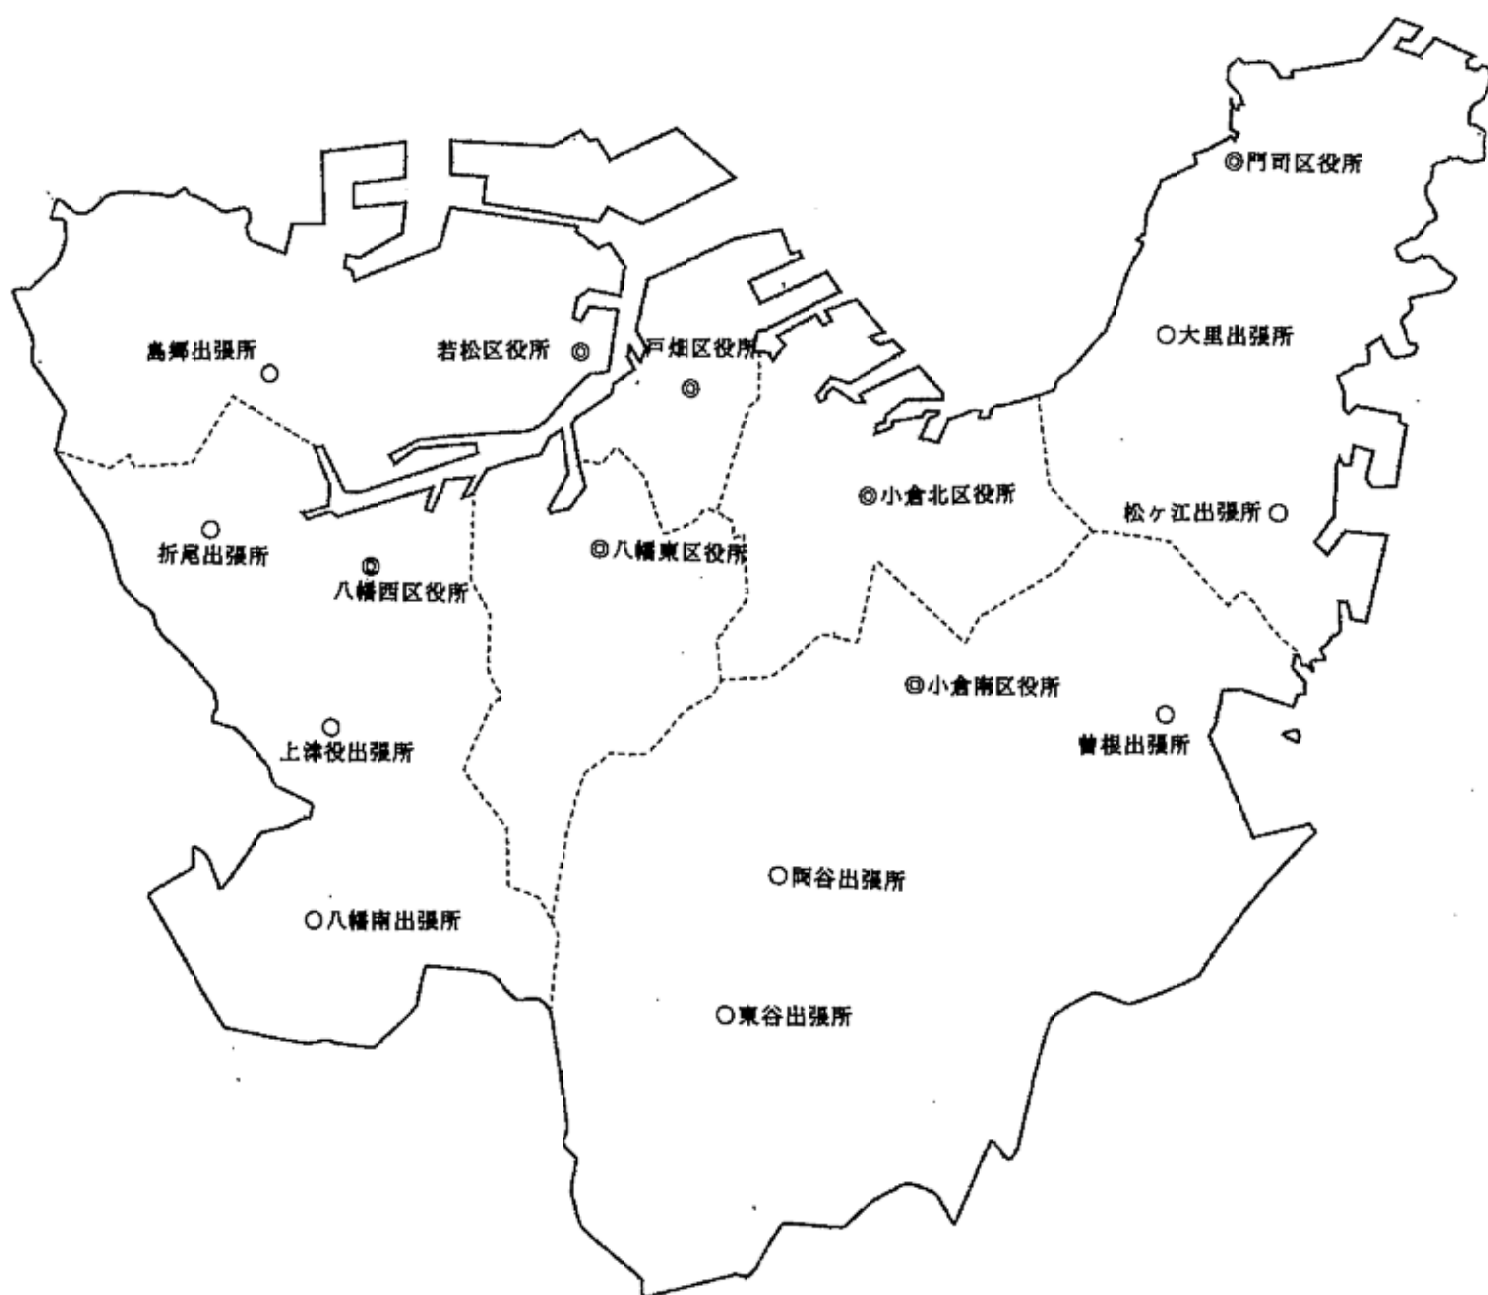 ◎門司区役所
○大里出張所
島郷出張所
若松区役所
戸畑区役所
◎小倉北区役所
松ヶ江出張所○
折尾出張所
◎八幡東区役所
八幡西区役所
◎小倉南区役所
曽根出張所
上津役出張所
○両谷出張所
○八幡南出張所
○東谷出張所